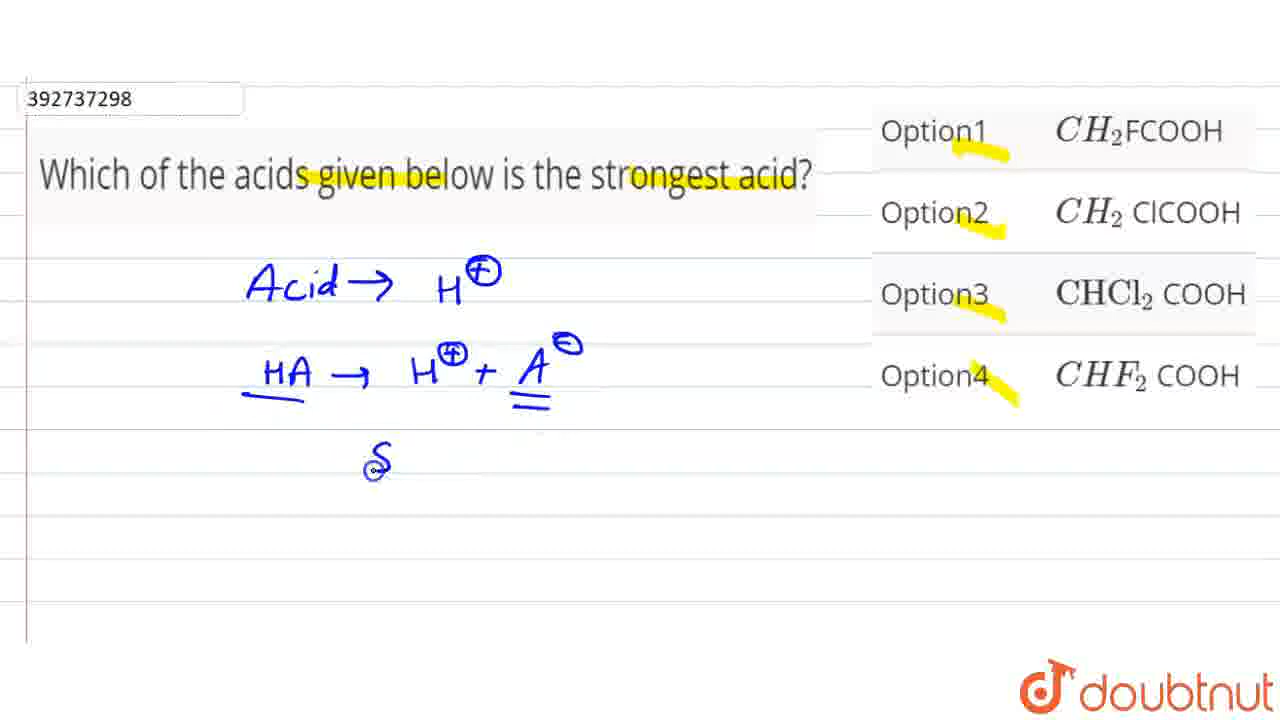 392737298
Which of the acids given below is the strongest acid?
Option1 CH₂FCOOH
Option2 CH₂ ClCOOH
Option3 CHCl₂ COOH
Option4 CHF₂ COOH
Acid → H⊕
HA → H⊕ + A⊖
S
doubtnut